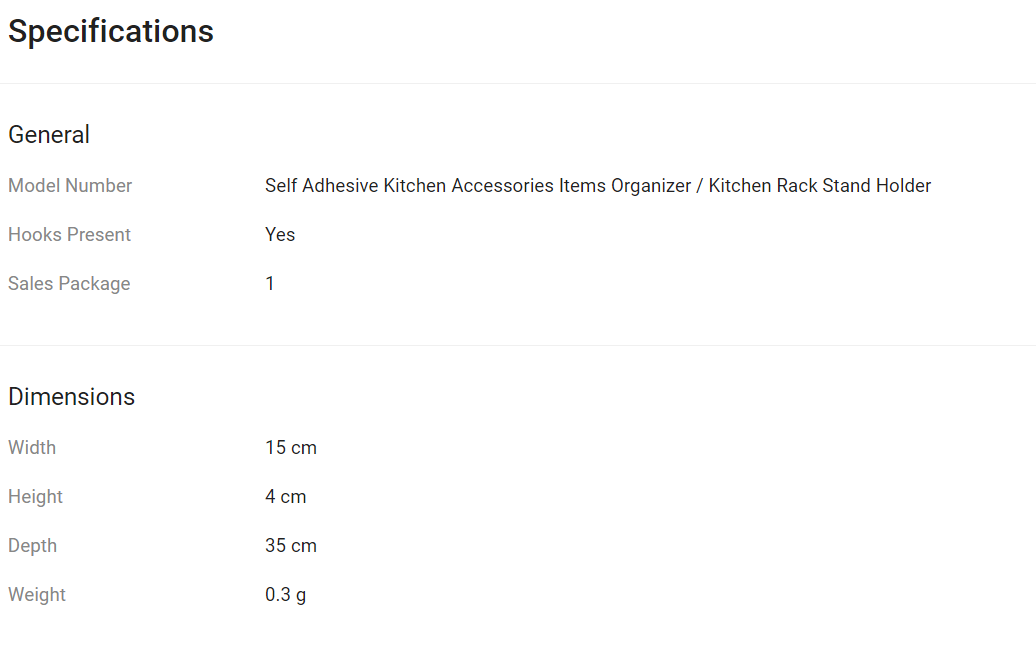 Specifications
General
Model Number Self Adhesive Kitchen Accessories Items Organizer / Kitchen Rack Stand Holder
Hooks Present Yes
Sales Package 1
Dimensions
Width 15 cm
Height 4 cm
Depth 35 cm
Weight 0.3 g